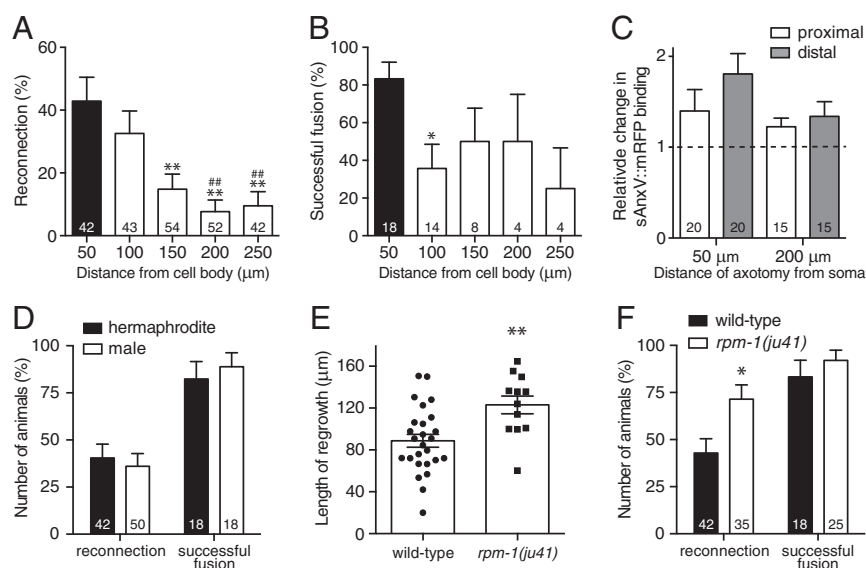 A
Reconnection (%)
60
40
20
0
**
##
**
##
**
42
43
54
52
42
50 100 150 200 250
Distance from cell body (μm)
B
Successful fusion (%)
100
80
60
40
20
0
*
18
14
8
4
4
50 100 150 200 250
Distance from cell body (μm)
C
proximal
distal
Relativde change in
sAnxV::mRFP binding
2
1
0
20
20
15
15
50 μm 200 μm
Distance of axotomy from soma
D
hermaphrodite
male
Number of animals (%)
100
75
50
25
0
42
50
18
18
reconnection successful
fusion
E
**
Length of regrowth (μm)
160
120
80
40
0
wild-type rpm-1(ju41)
F
wild-type
rpm-1(ju41)
Number of animals (%)
100
75
50
25
0
*
42
35
18
25
reconnection successful
fusion